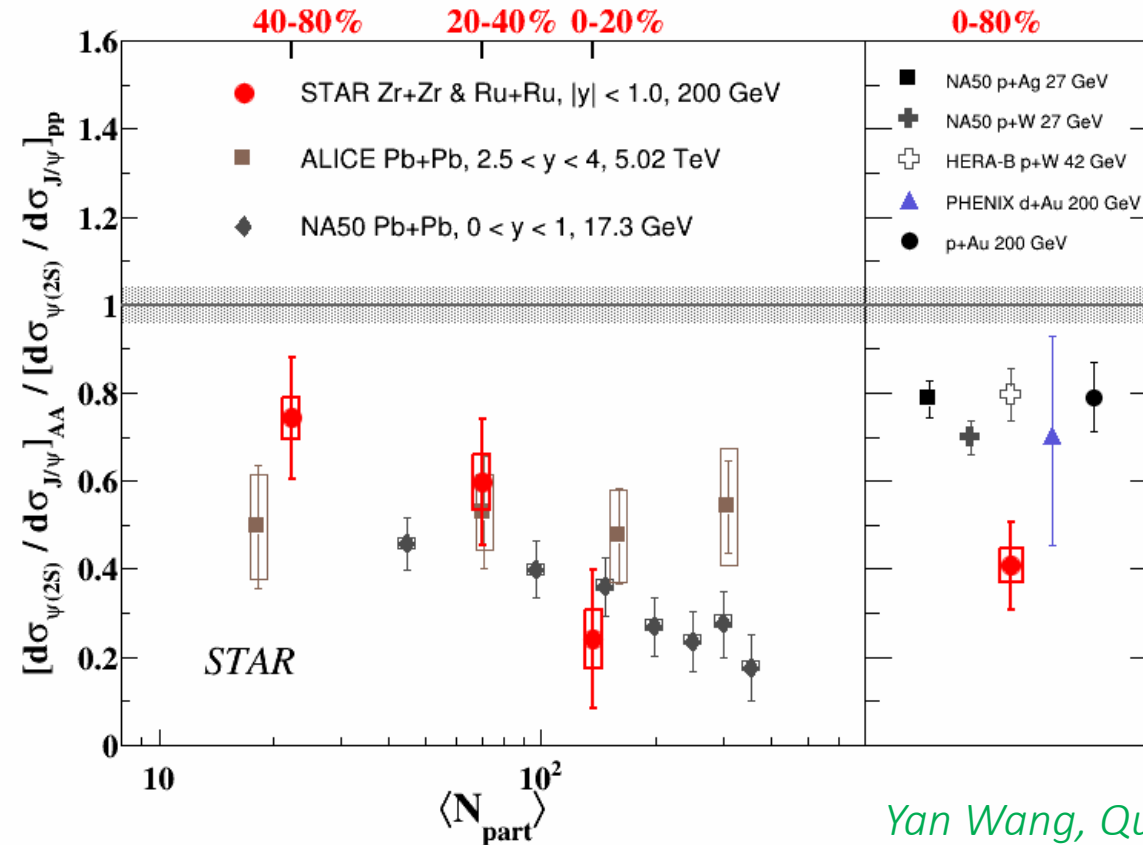 40-80% 20-40% 0-20% 0-80%
1.6
1.4
1.2
1
0.8
0.6
0.4
0.2
0
[dσψ(2S) / dσJ/ψ]AA / [dσψ(2S) / dσJ/ψ]pp
STAR Zr+Zr & Ru+Ru, |y| < 1.0, 200 GeV
ALICE Pb+Pb, 2.5 < y < 4, 5.02 TeV
NA50 Pb+Pb, 0 < y < 1, 17.3 GeV
NA50 p+Ag 27 GeV
NA50 p+W 27 GeV
HERA-B p+W 42 GeV
PHENIX d+Au 200 GeV
p+Au 200 GeV
STAR
10 10²
⟨Npart⟩
Yan Wang, Qu